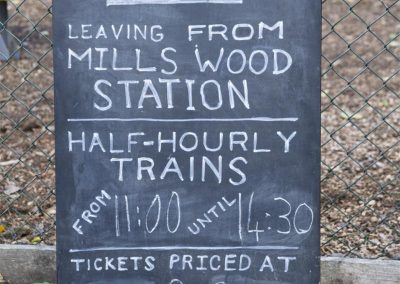 LEAVING FROM
MILLS WOOD
STATION
HALF-HOURLY
TRAINS
FROM 11:00 UNTIL 14:30
TICKETS PRICED AT